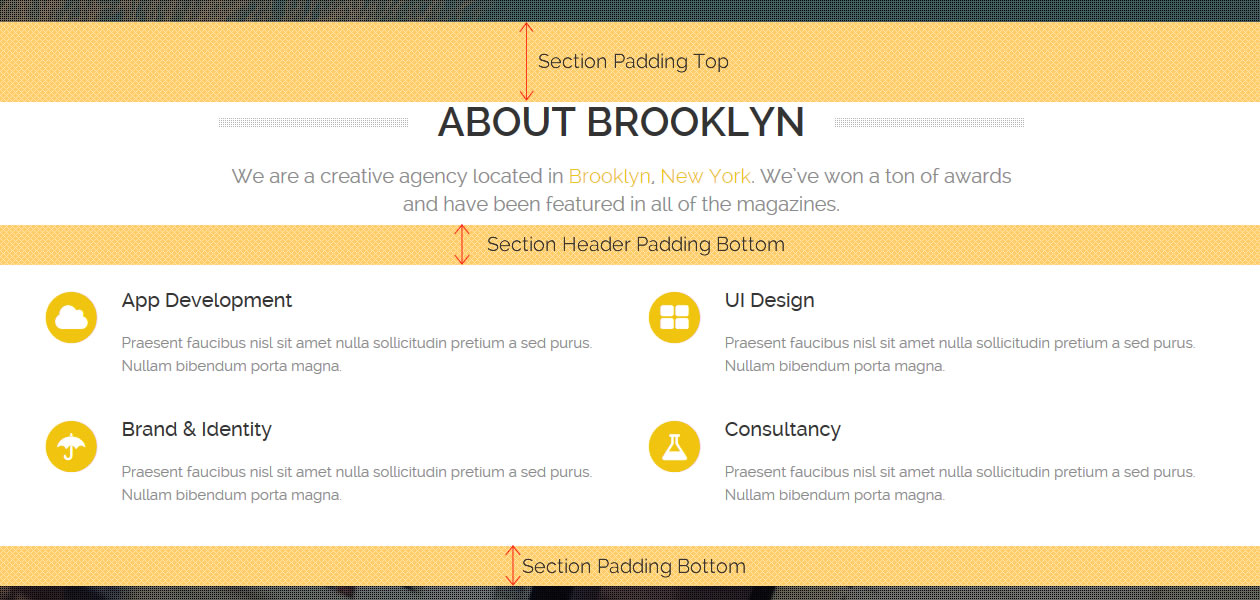 Section Padding Top
ABOUT BROOKLYN
We are a creative agency located in Brooklyn, New York. We've won a ton of awards
and have been featured in all of the magazines.
Section Header Padding Bottom
App Development
Praesent faucibus nisl sit amet nulla sollicitudin pretium a sed purus.
Nullam bibendum porta magna.
UI Design
Praesent faucibus nisl sit amet nulla sollicitudin pretium a sed purus.
Nullam bibendum porta magna.
Brand & Identity
Praesent faucibus nisl sit amet nulla sollicitudin pretium a sed purus.
Nullam bibendum porta magna.
Consultancy
Praesent faucibus nisl sit amet nulla sollicitudin pretium a sed purus.
Nullam bibendum porta magna.
Section Padding Bottom